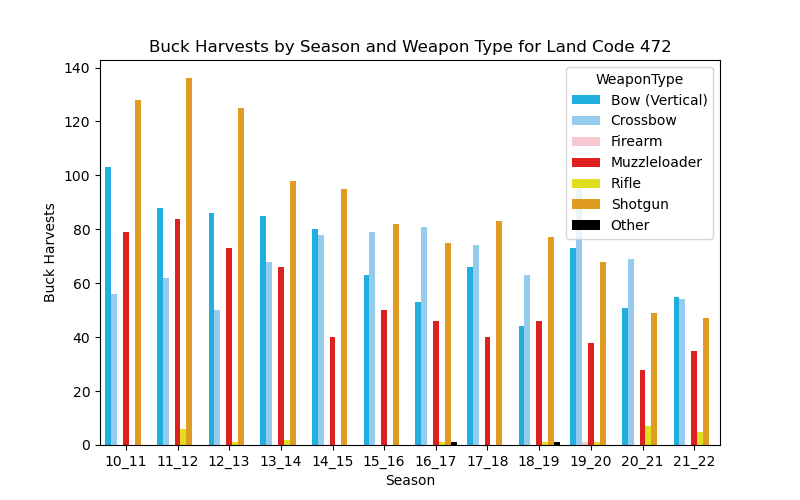 Buck Harvests by Season and Weapon Type for Land Code 472
Buck Harvests
140
120
100
80
60
40
20
0
WeaponType
Bow (Vertical)
Crossbow
Firearm
Muzzleloader
Rifle
Shotgun
Other
10_11 11_12 12_13 13_14 14_15 15_16 16_17 17_18 18_19 19_20 20_21 21_22
Season